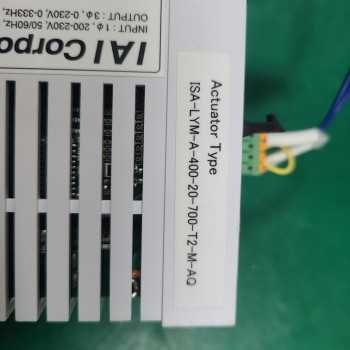 IAI Corpo
INPUT : 1φ , 200-230V, 50/60Hz,
OUTPUT : 3φ , 0-230V, 0-333Hz,
Actuator Type
ISA-LYM-A-400-20-700-T2-M-AQ